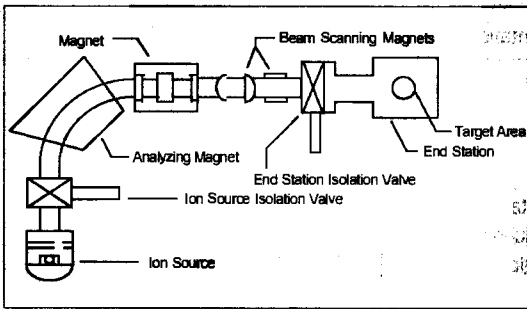 Magnet
Beam Scanning Magnets
Target Area
End Station
Analyzing Magnet
End Station Isolation Valve
Ion Source Isolation Valve
Ion Source